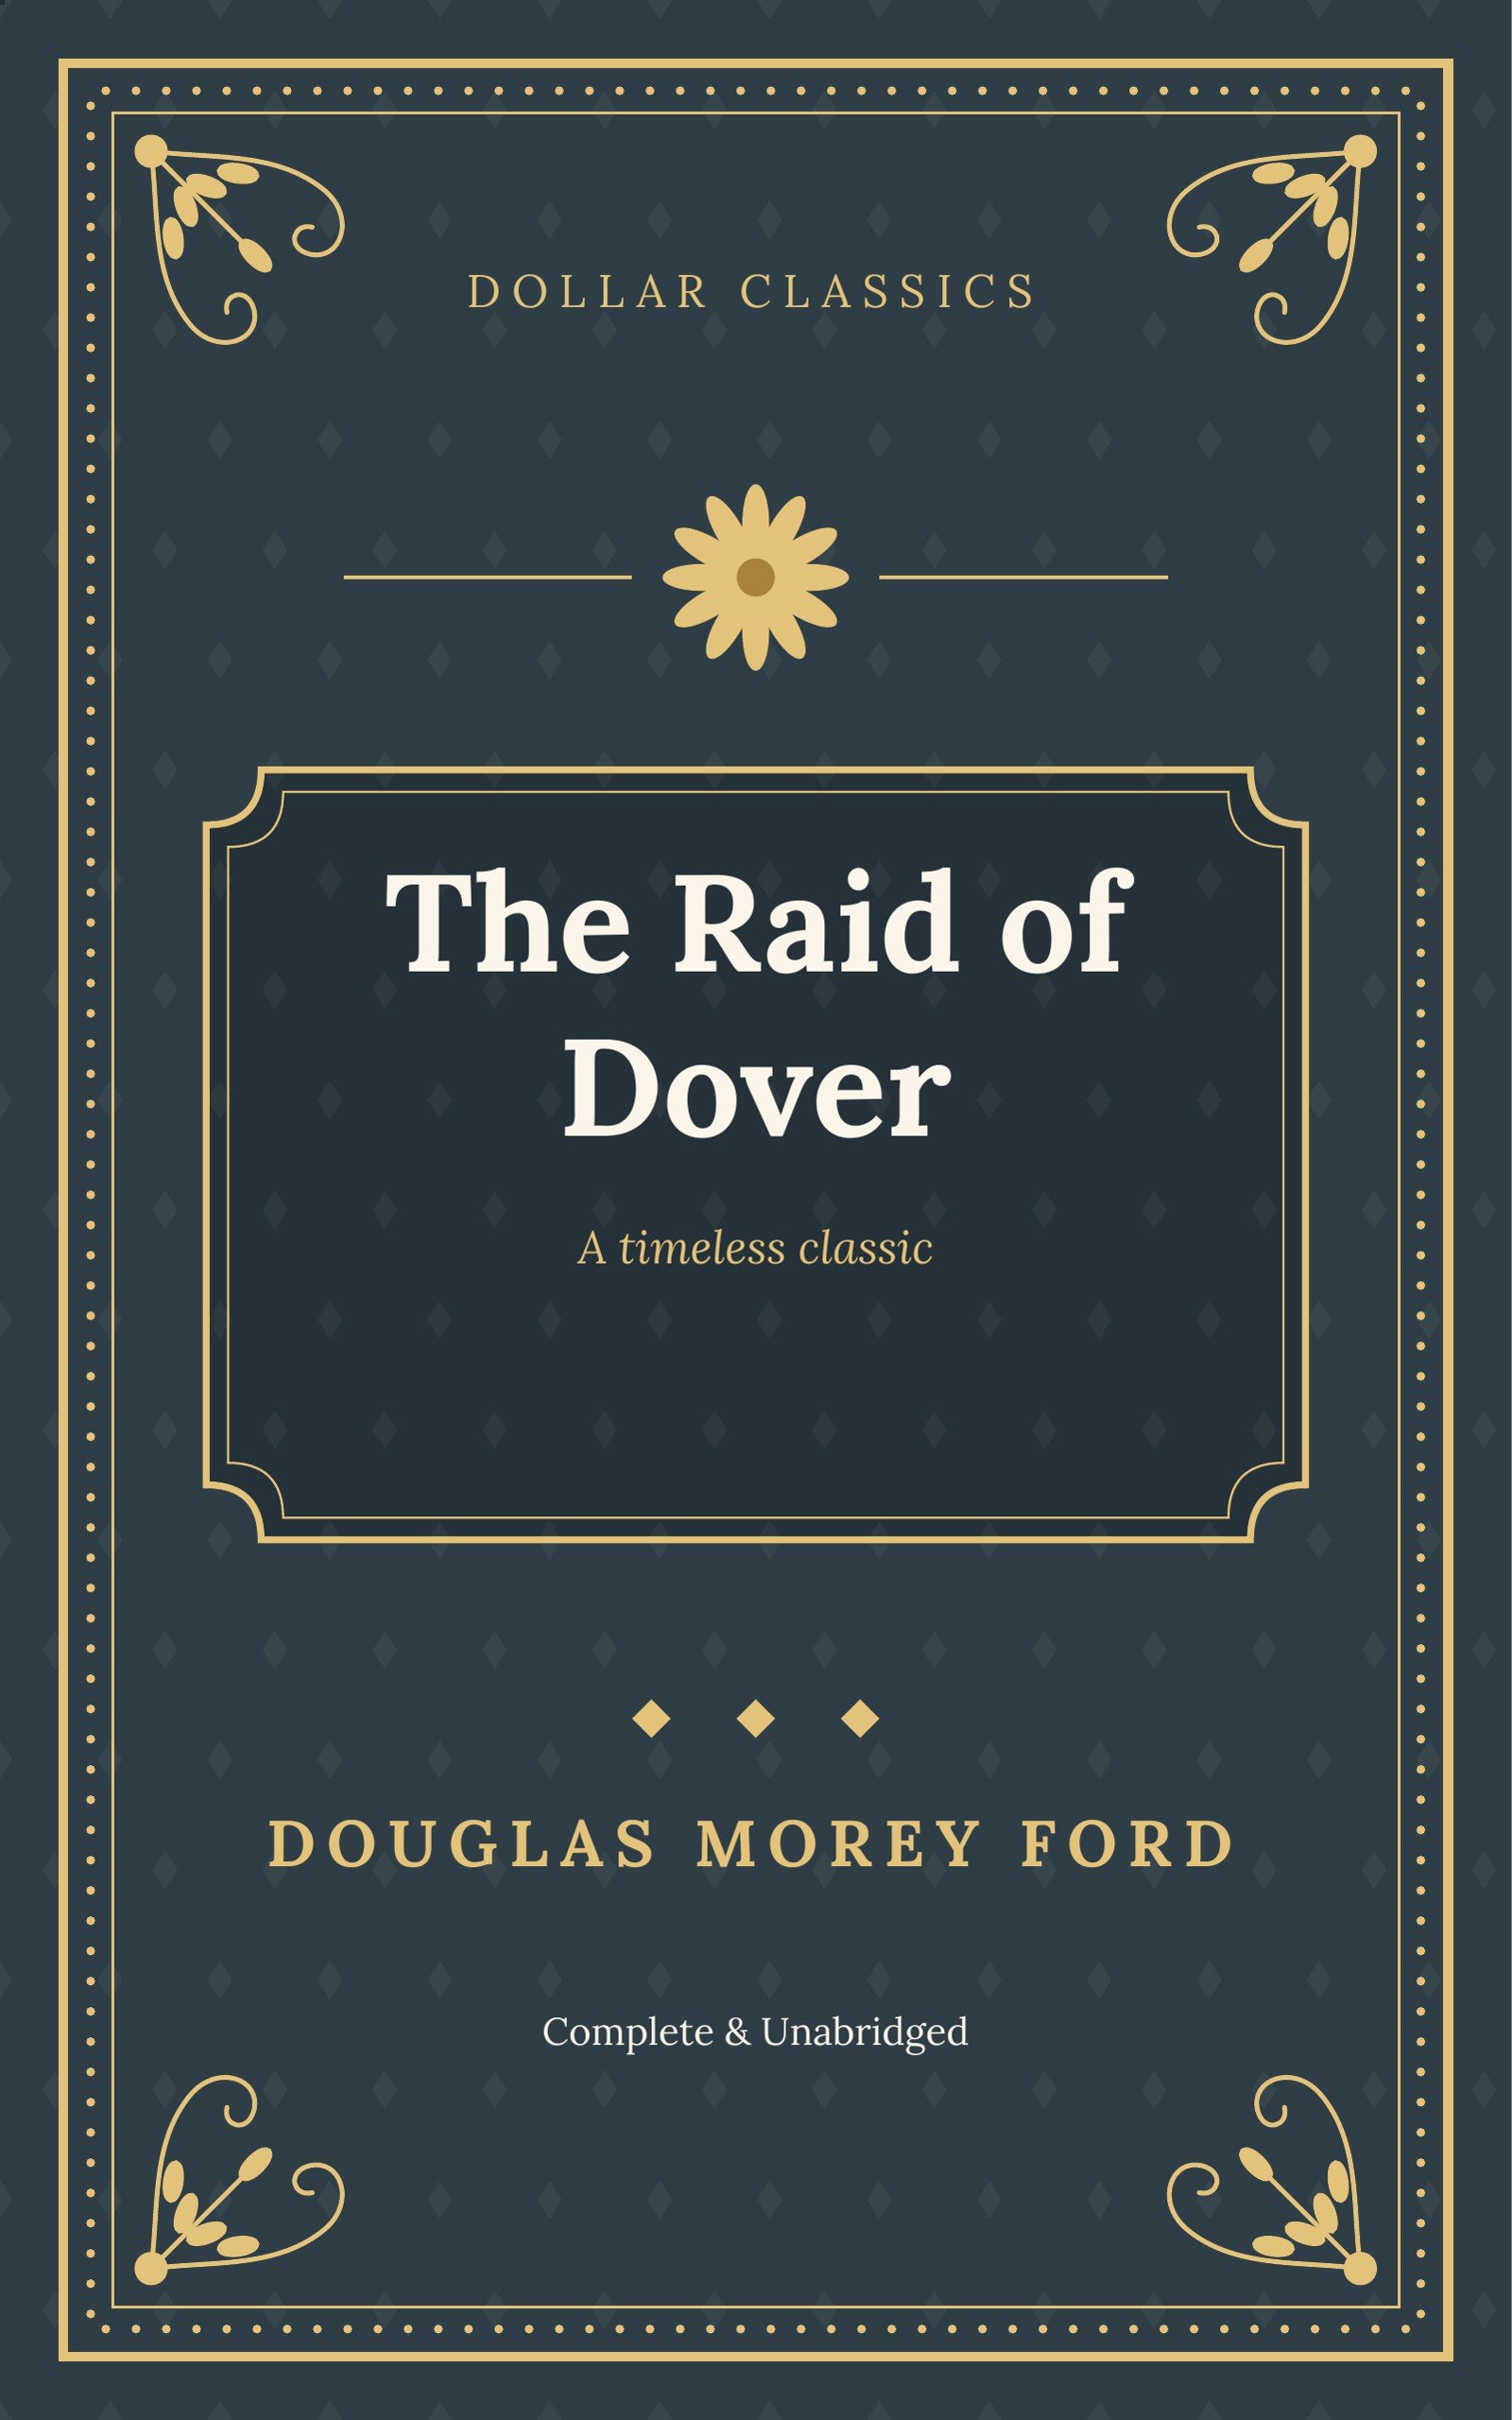 DOLLAR CLASSICS
The Raid of
Dover
A timeless classic
DOUGLAS MOREY FORD
Complete & Unabridged